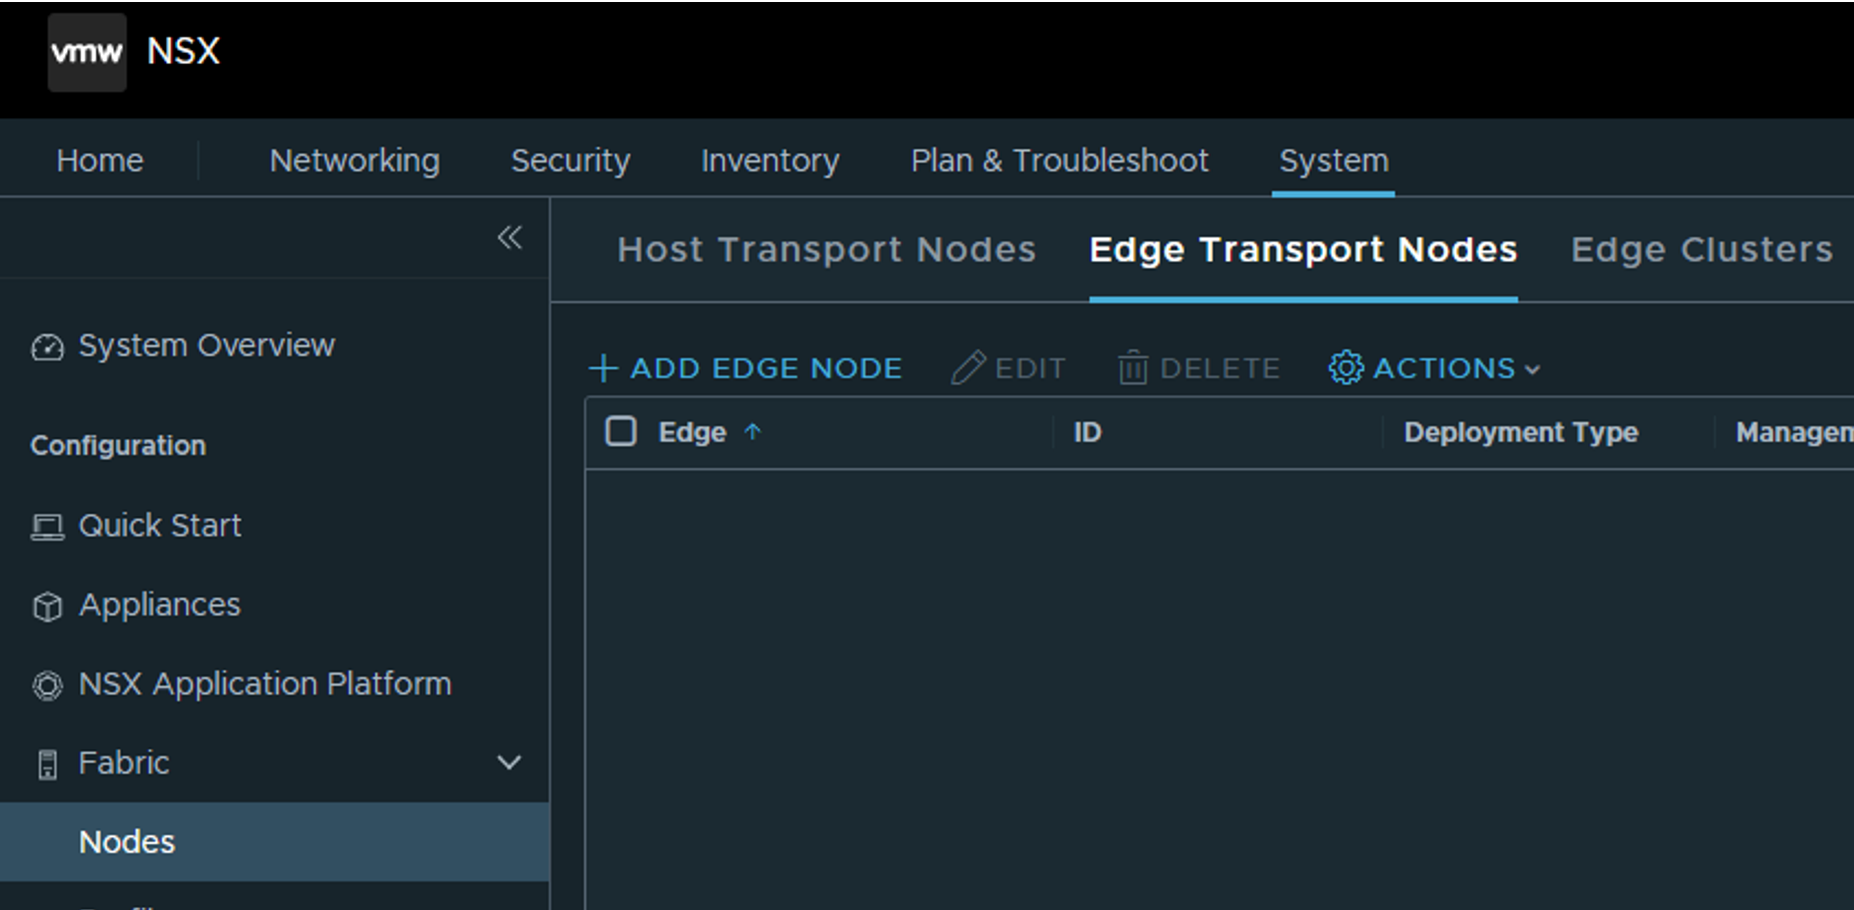 vmw NSX
Home Networking Security Inventory Plan & Troubleshoot System
Host Transport Nodes Edge Transport Nodes Edge Clusters
System Overview
ADD EDGE NODE EDIT DELETE ACTIONS
Edge ID Deployment Type
Configuration
Quick Start
Appliances
NSX Application Platform
Fabric
Nodes